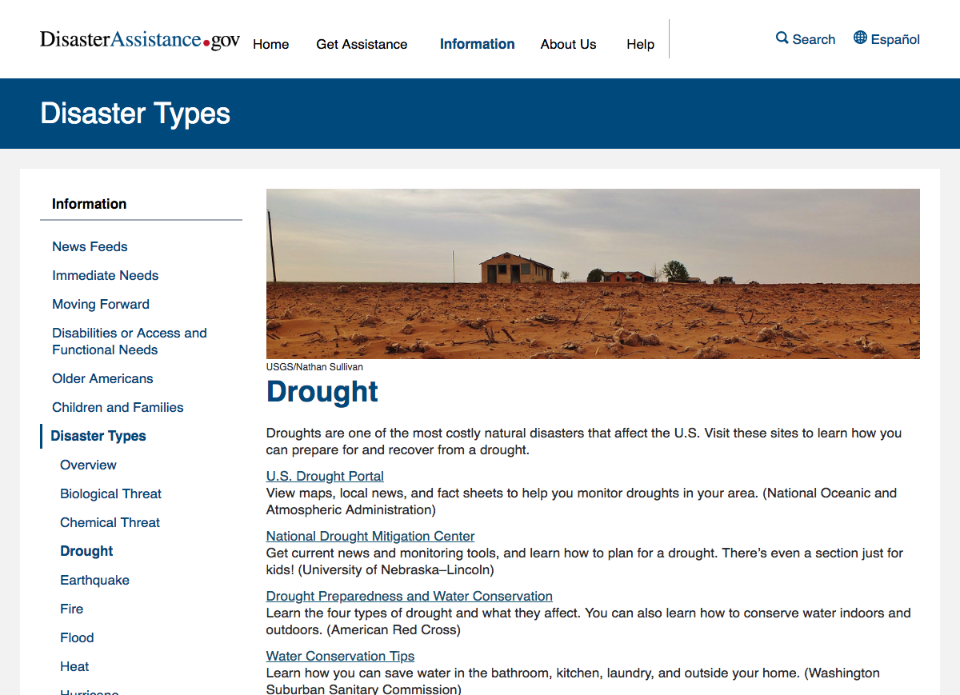 DisasterAssistance.gov
Home
Get Assistance
Information
About Us
Help
Search
Español
Disaster Types
Information
News Feeds
Immediate Needs
Moving Forward
Disabilities or Access and
Functional Needs
Older Americans
Children and Families
Disaster Types
Overview
Biological Threat
Chemical Threat
Drought
Earthquake
Fire
Flood
Heat
Hurricane
USGS/Nathan Sullivan
Drought
Droughts are one of the most costly natural disasters that affect the U.S. Visit these sites to learn how you
can prepare for and recover from a drought.
U.S. Drought Portal
View maps, local news, and fact sheets to help you monitor droughts in your area. (National Oceanic and
Atmospheric Administration)
National Drought Mitigation Center
Get current news and monitoring tools, and learn how to plan for a drought. There’s even a section just for
kids! (University of Nebraska–Lincoln)
Drought Preparedness and Water Conservation
Learn the four types of drought and what they affect. You can also learn how to conserve water indoors and
outdoors. (American Red Cross)
Water Conservation Tips
Learn how you can save water in the bathroom, kitchen, laundry, and outside your home. (Washington
Suburban Sanitary Commission)